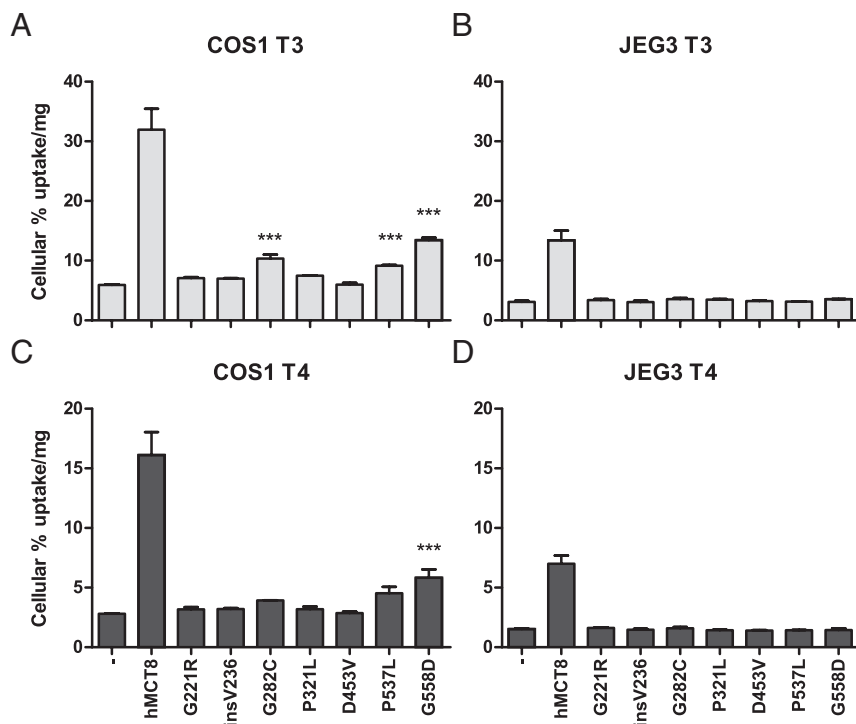 A
COS1 T3
Cellular % uptake/mg
40
30
20
10
0
***
***
***
B
JEG3 T3
40
30
20
10
0
C
COS1 T4
Cellular % uptake/mg
20
15
10
5
0
***
-
hMCT8
G221R
insV236
G282C
P321L
D453V
P537L
G558D
D
JEG3 T4
20
15
10
5
0
-
hMCT8
G221R
insV236
G282C
P321L
D453V
P537L
G558D